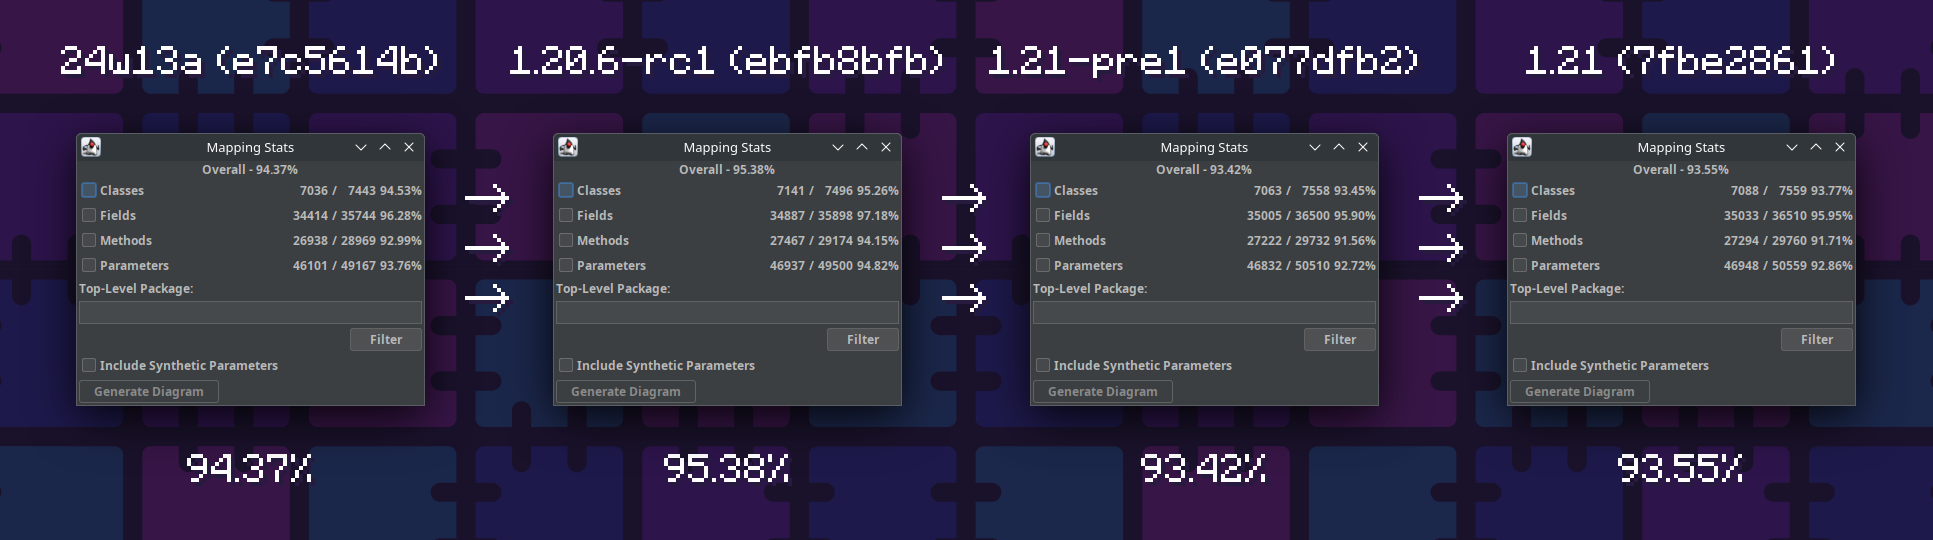 24w13a (e7c5614b)
1.20.6-rc1 (ebfb8bfb)
1.21-pre1 (e077dfb2)
1.21 (7fbe2861)
Mapping Stats
Overall - 94.37%
Classes 7036 / 7443 94.53%
Fields 34414 / 35744 96.28%
Methods 26938 / 28969 92.99%
Parameters 46101 / 49167 93.76%
Top-Level Package:
Filter
Include Synthetic Parameters
Generate Diagram
Mapping Stats
Overall - 95.38%
Classes 7141 / 7496 95.26%
Fields 34887 / 35898 97.18%
Methods 27467 / 29174 94.15%
Parameters 46937 / 49500 94.82%
Top-Level Package:
Filter
Include Synthetic Parameters
Generate Diagram
Mapping Stats
Overall - 93.42%
Classes 7063 / 7558 93.45%
Fields 35005 / 36500 95.90%
Methods 27222 / 29732 91.56%
Parameters 46832 / 50510 92.72%
Top-Level Package:
Filter
Include Synthetic Parameters
Generate Diagram
Mapping Stats
Overall - 93.55%
Classes 7088 / 7559 93.77%
Fields 35033 / 36510 95.95%
Methods 27294 / 29760 91.71%
Parameters 46948 / 50559 92.86%
Top-Level Package:
Filter
Include Synthetic Parameters
Generate Diagram
94.37%
95.38%
93.42%
93.55%